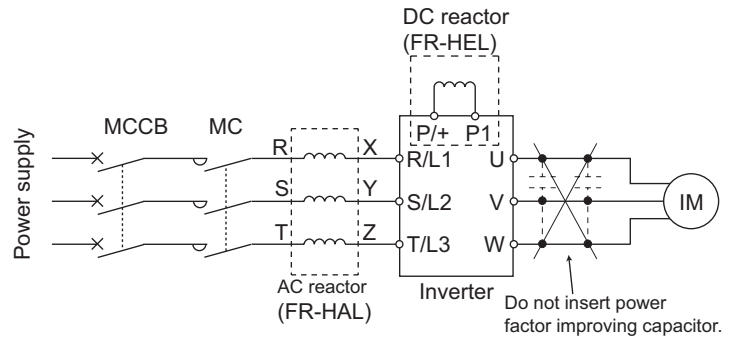 DC reactor
(FR-HEL)
MCCB
MC
P/+ P1
Power supply
R
X
R/L1
U
S
Y
S/L2
V
IM
T
Z
T/L3
W
AC reactor
(FR-HAL)
Inverter
Do not insert power
factor improving capacitor.